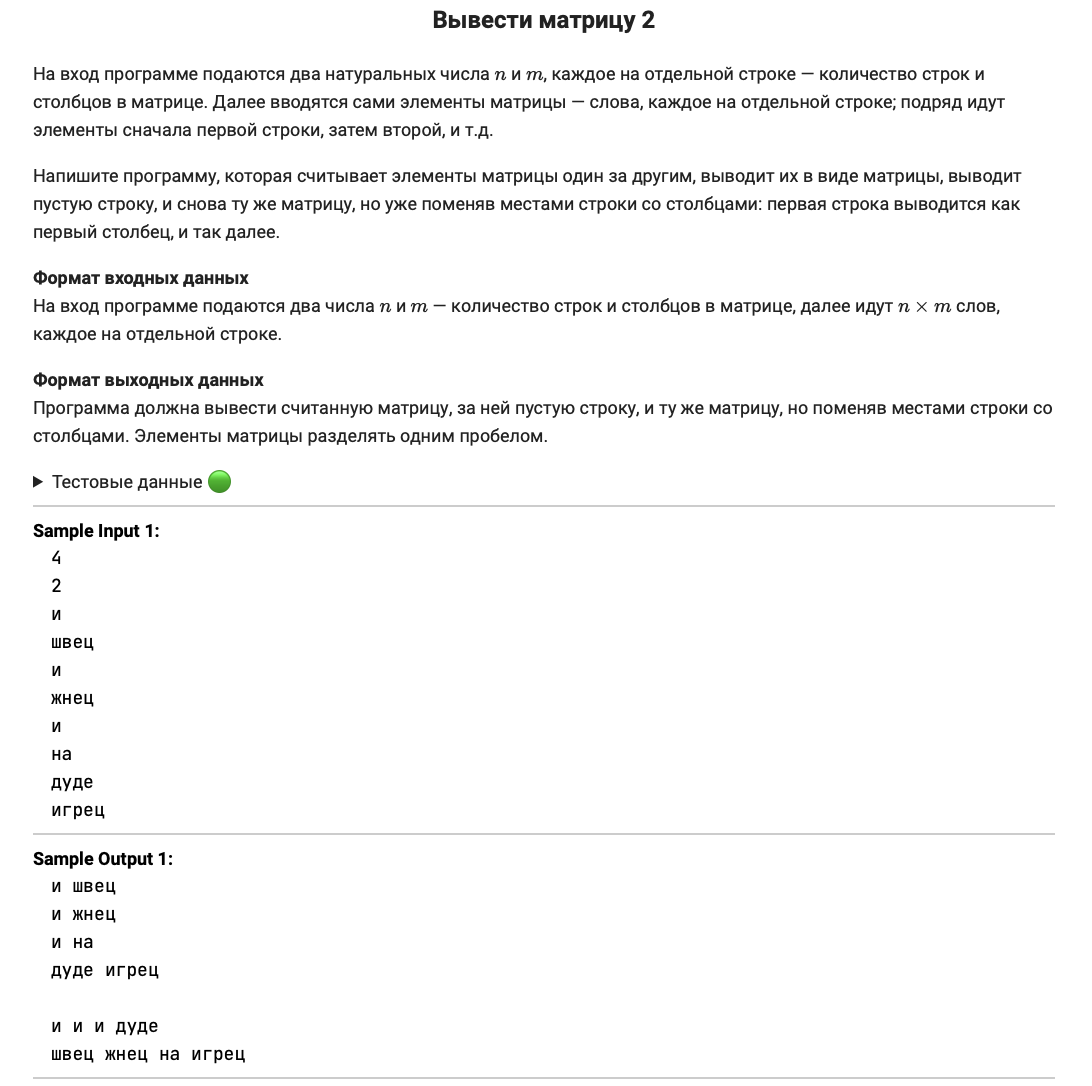 Вывести матрицу 2
На вход программе подаются два натуральных числа n и m, каждое на отдельной строке — количество строк и
столбцов в матрице. Далее вводятся сами элементы матрицы — слова, каждое на отдельной строке; подряд идут
элементы сначала первой строки, затем второй, и т.д.
Напишите программу, которая считывает элементы матрицы один за другим, выводит их в виде матрицы, выводит
пустую строку, и снова ту же матрицу, но уже поменяв местами строки со столбцами: первая строка выводится как
первый столбец, и так далее.
Формат входных данных
На вход программе подаются два числа n и m — количество строк и столбцов в матрице, далее идут n × m слов,
каждое на отдельной строке.
Формат выходных данных
Программа должна вывести считанную матрицу, за ней пустую строку, и ту же матрицу, но поменяв местами строки со
столбцами. Элементы матрицы разделять одним пробелом.
Тестовые данные
Sample Input 1:
4
2
и
швец
и
жнец
и
на
дуде
игрец
Sample Output 1:
и швец
и жнец
и на
дуде игрец
и и и дуде
швец жнец на игрец